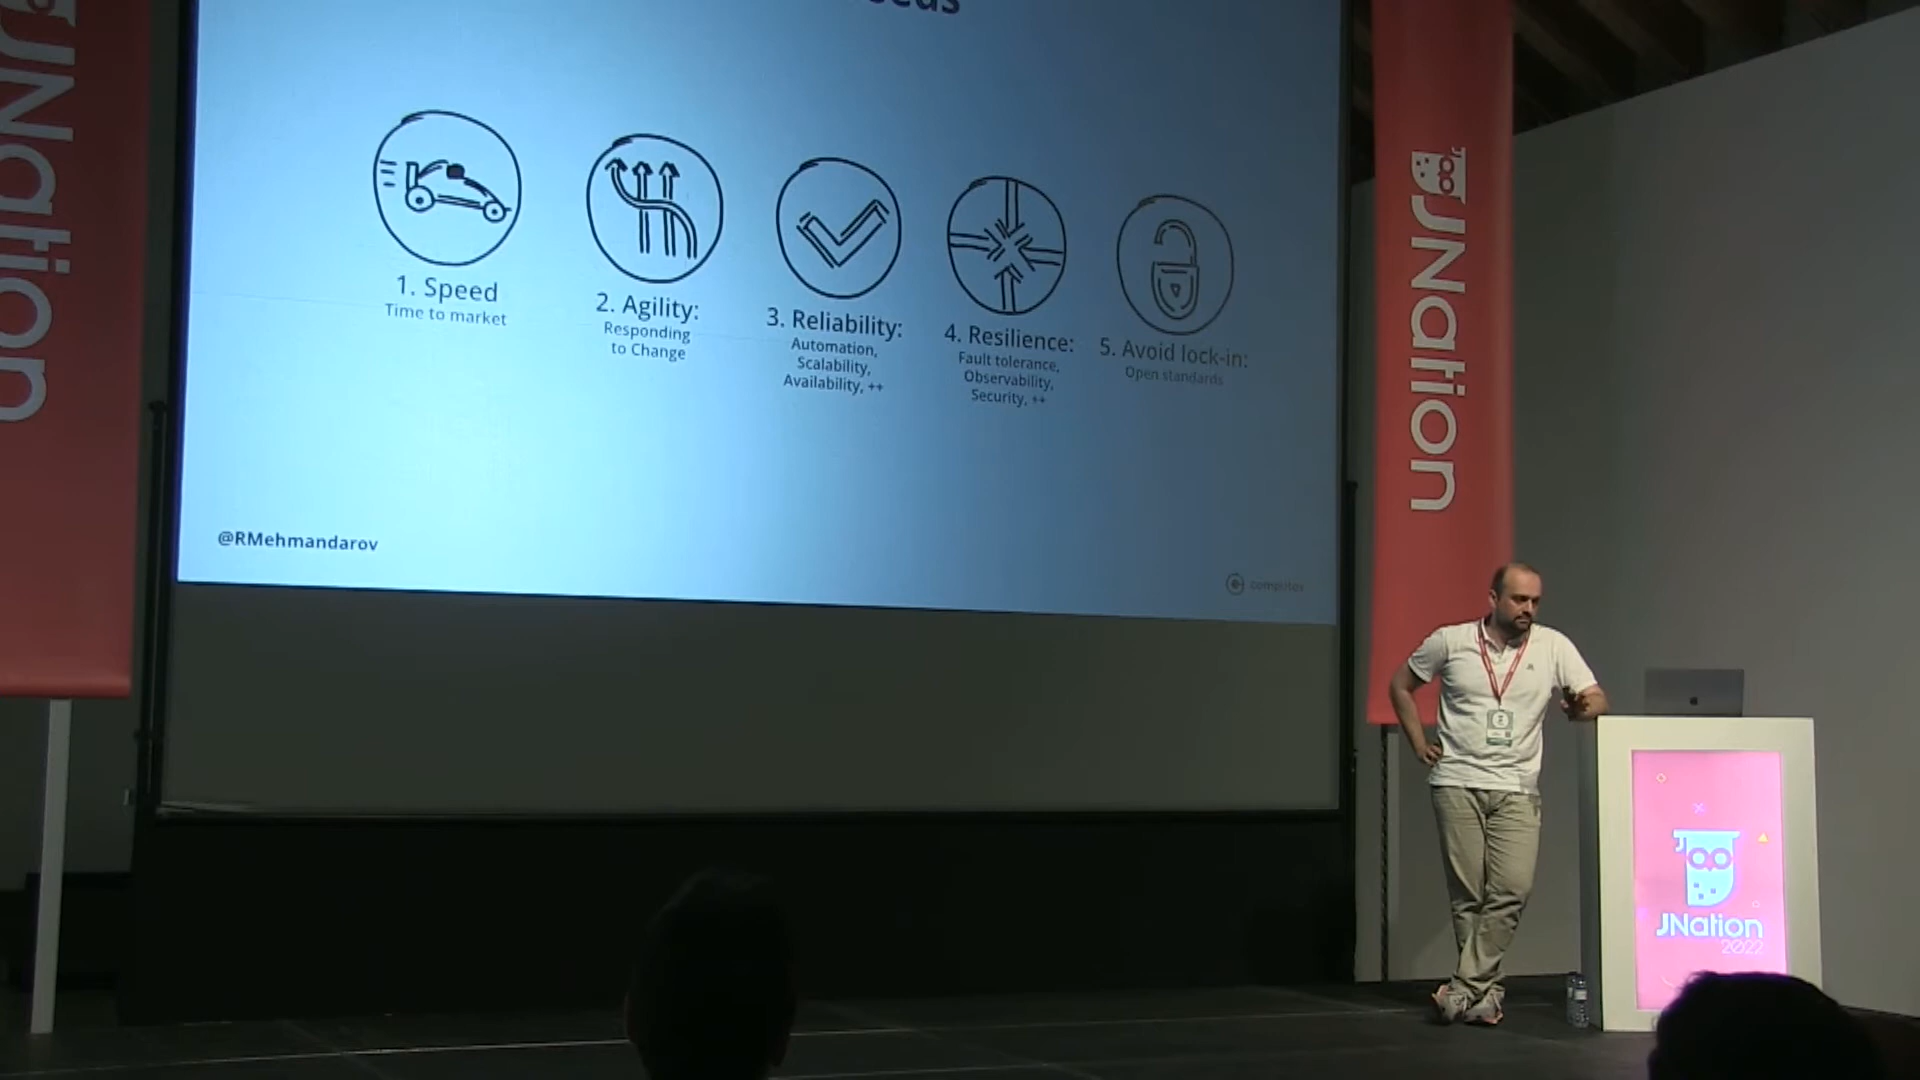 1. Speed
Time to market
2. Agility:
Responding
to Change
3. Reliability:
Automation,
Scalability,
Availability, ++
4. Resilience:
Fault tolerance,
Observability,
Security, ++
5. Avoid lock-in:
Open standards
@RMehmandarov
computas
JNation
JNation
JNation
2022